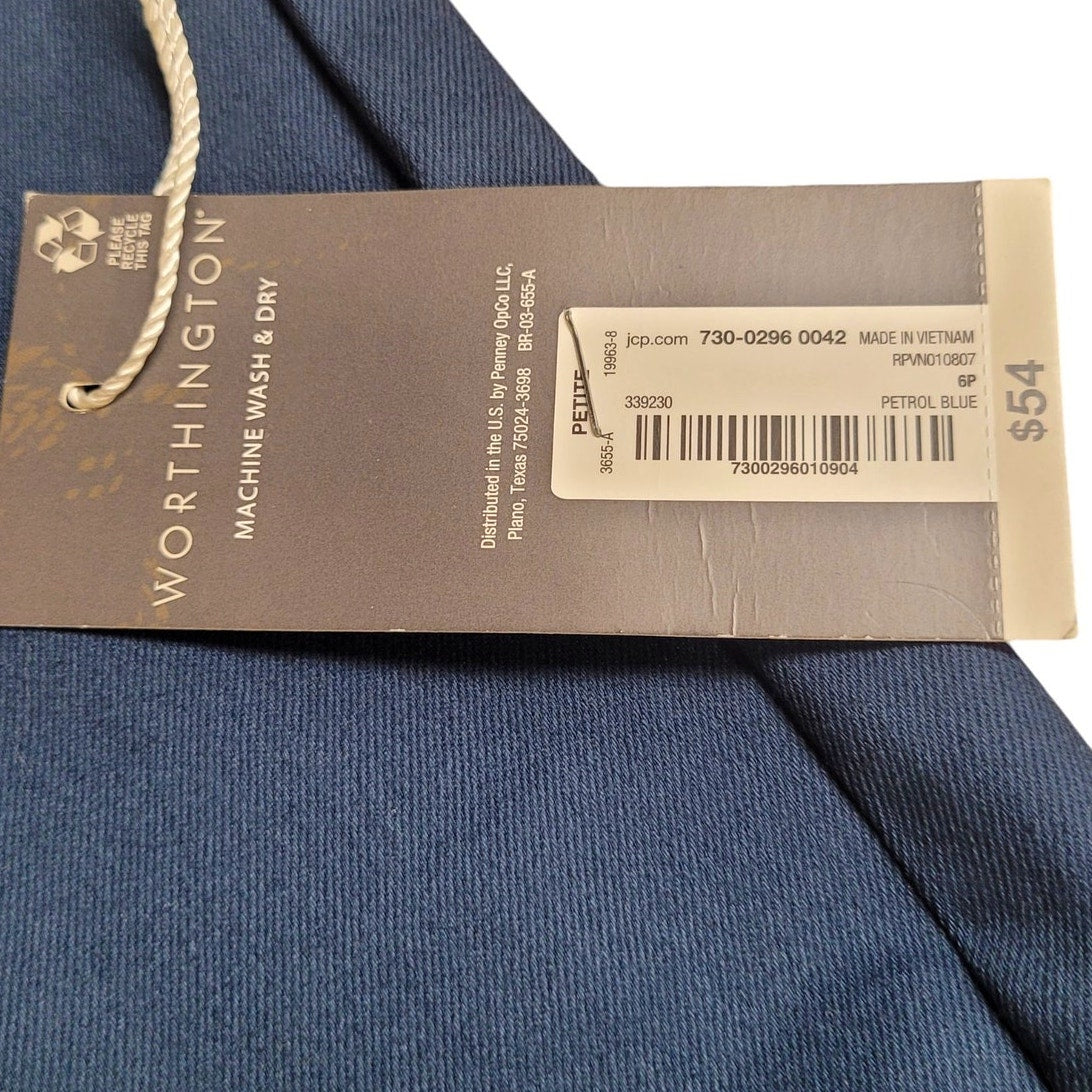 PLEASE
RECYCLE
THIS TAG
WORTHINGTON®
MACHINE WASH & DRY
Distributed in the U.S. by Penney OpCo LLC,
Plano, Texas 75024-3698 BR-03-655-A
PETITE
3655-A 19963-8
jcp.com 730-0296 0042 MADE IN VIETNAM
RPVN010807
6P
339230 PETROL BLUE
7300296010904
$54